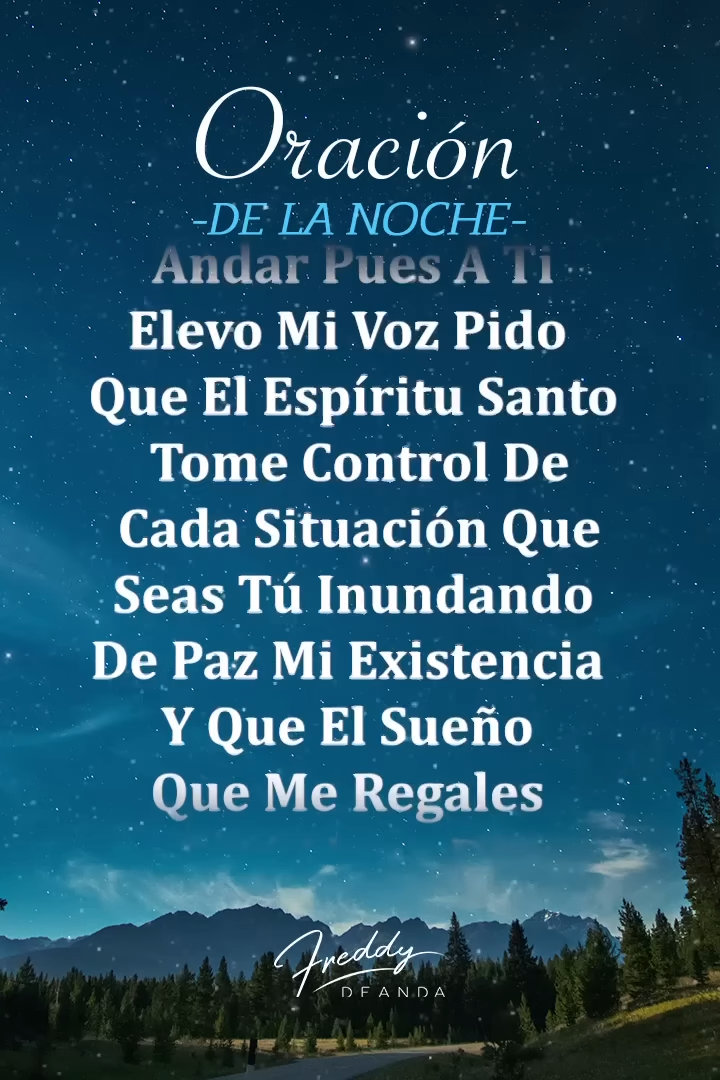 Oración
-DE LA NOCHE-
Andar Pues A Ti
Elevo Mi Voz Pido
Que El Espíritu Santo
Tome Control De
Cada Situación Que
Seas Tú Inundando
De Paz Mi Existencia
Y Que El Sueño
Que Me Regales
Freddy
DEANDA